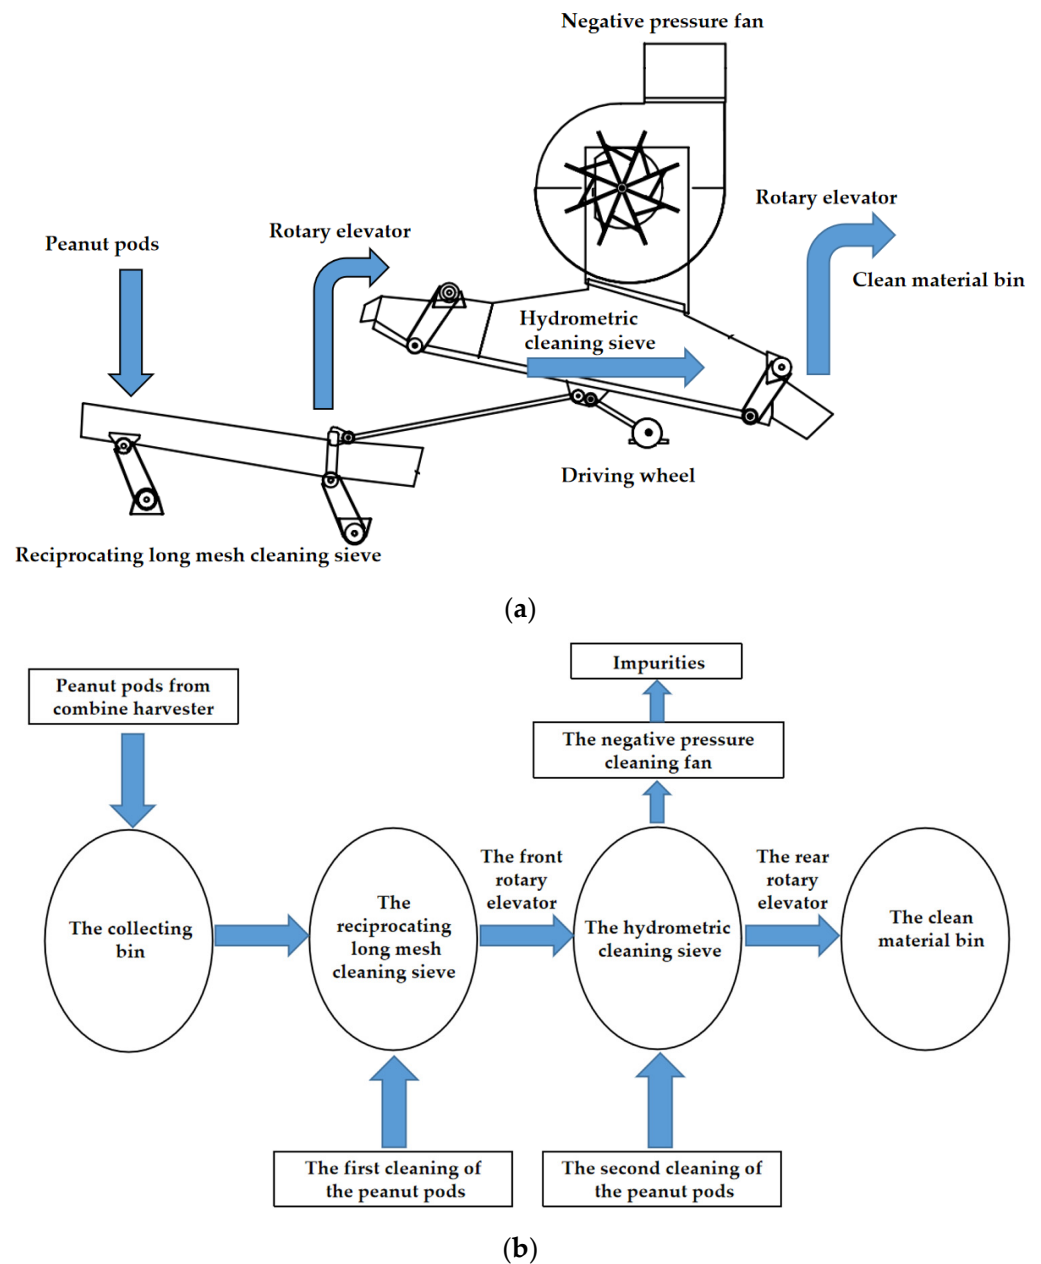 Negative pressure fan
Rotary elevator
Rotary elevator
Peanut pods
Clean material bin
Hydrometric
cleaning sieve
Driving wheel
Reciprocating long mesh cleaning sieve
(a)
Impurities
Peanut pods from
combine harvester
The negative pressure
cleaning fan
The front
rotary
elevator
The rear
rotary
elevator
The collecting
bin
The
reciprocating
long mesh
cleaning sieve
The hydrometric
cleaning sieve
The clean
material bin
The first cleaning of
the peanut pods
The second cleaning of
the peanut pods
(b)